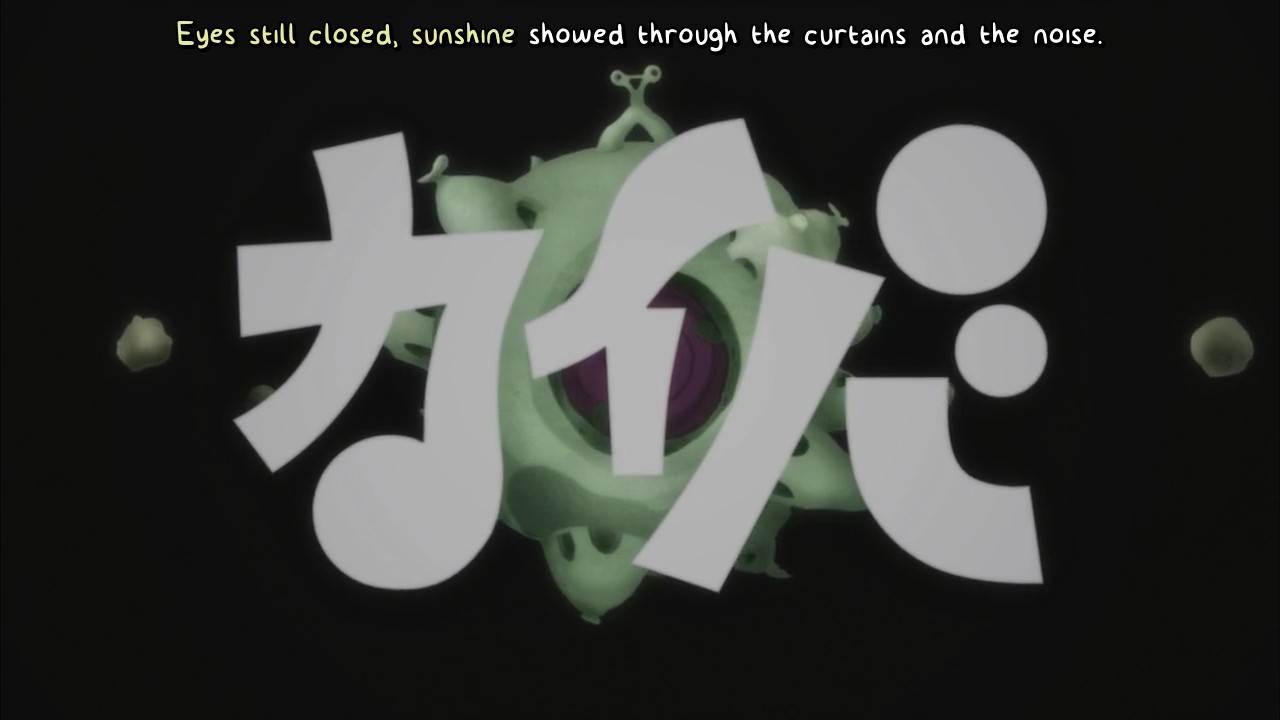 Eyes still closed, sunshine showed through the curtains and the noise.
カイバ